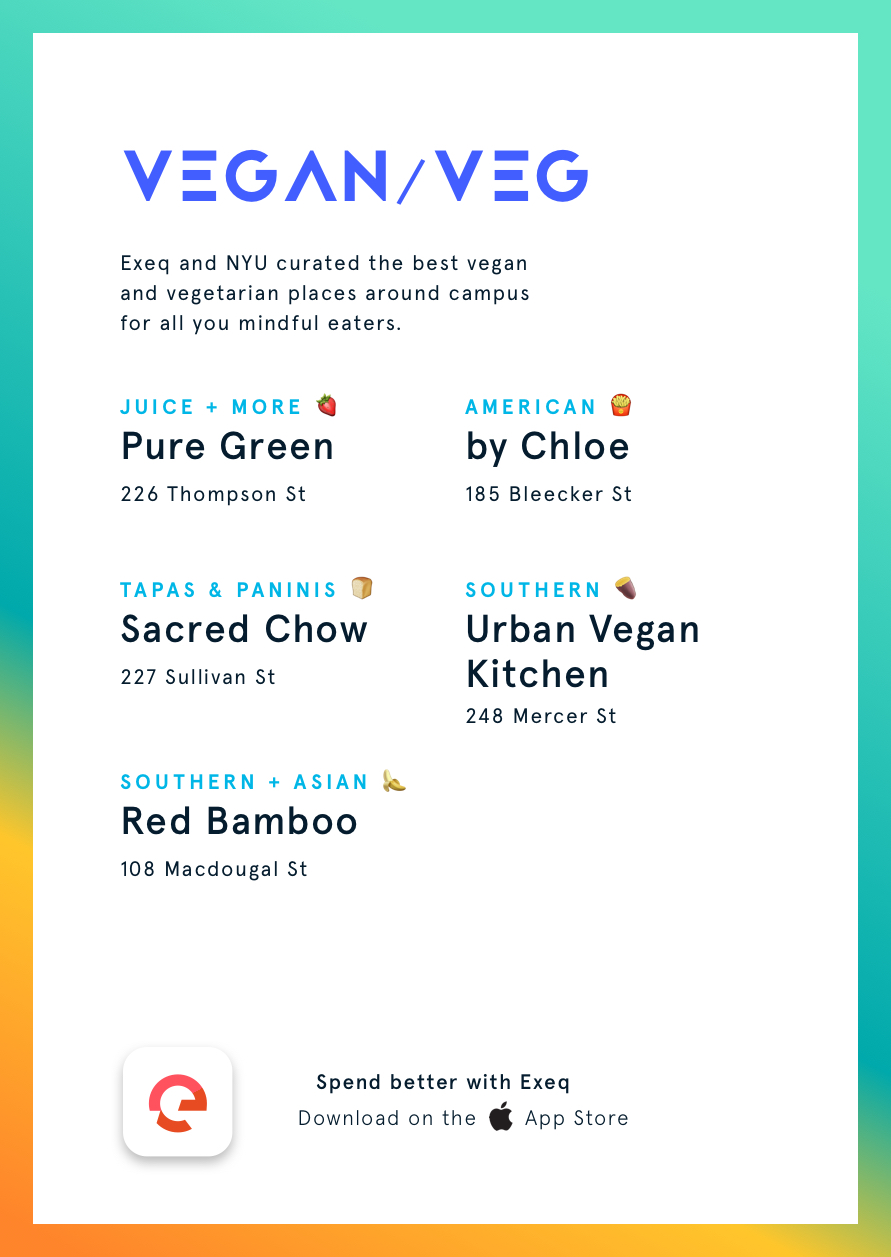 VEGAN/VEG
Exeq and NYU curated the best vegan
and vegetarian places around campus
for all you mindful eaters.
JUICE + MORE 🍓
Pure Green
226 Thompson St
AMERICAN 🍟
by Chloe
185 Bleecker St
TAPAS & PANINIS 🍞
Sacred Chow
227 Sullivan St
SOUTHERN 🍠
Urban Vegan
Kitchen
248 Mercer St
SOUTHERN + ASIAN 🍌
Red Bamboo
108 Macdougal St
Spend better with Exeq
Download on the App Store